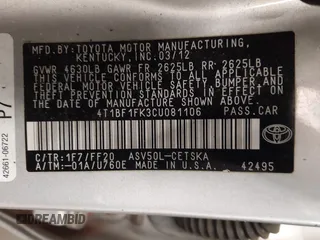 MFD. BY: TOYOTA MOTOR MANUFACTURING,
KENTUCKY, INC. 03/12
GVWR 4630LB GAWR FR 2625LB RR 2625LB
THIS VEHICLE CONFORMS TO ALL APPLICABLE
FEDERAL MOTOR VEHICLE SAFETY, BUMPER, AND
THEFT PREVENTION STANDARDS IN EFFECT ON
THE DATE OF MANUFACTURE SHOWN ABOVE.
4T1BF1FK3CU081106 PASS.CAR
C/TR: 1F7/FF20 ASV50L-CETSKA
A/TM: -01A/U760E 42495
TOYOTA
P7
42661-06722
DREAMBID